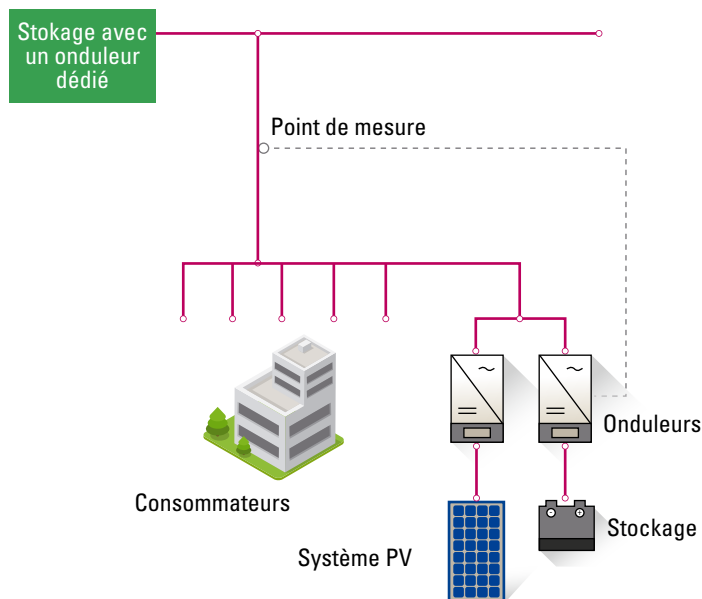 Stokage avec
un onduleur
dédié
Point de mesure
Onduleurs
Consommateurs
Stockage
Système PV